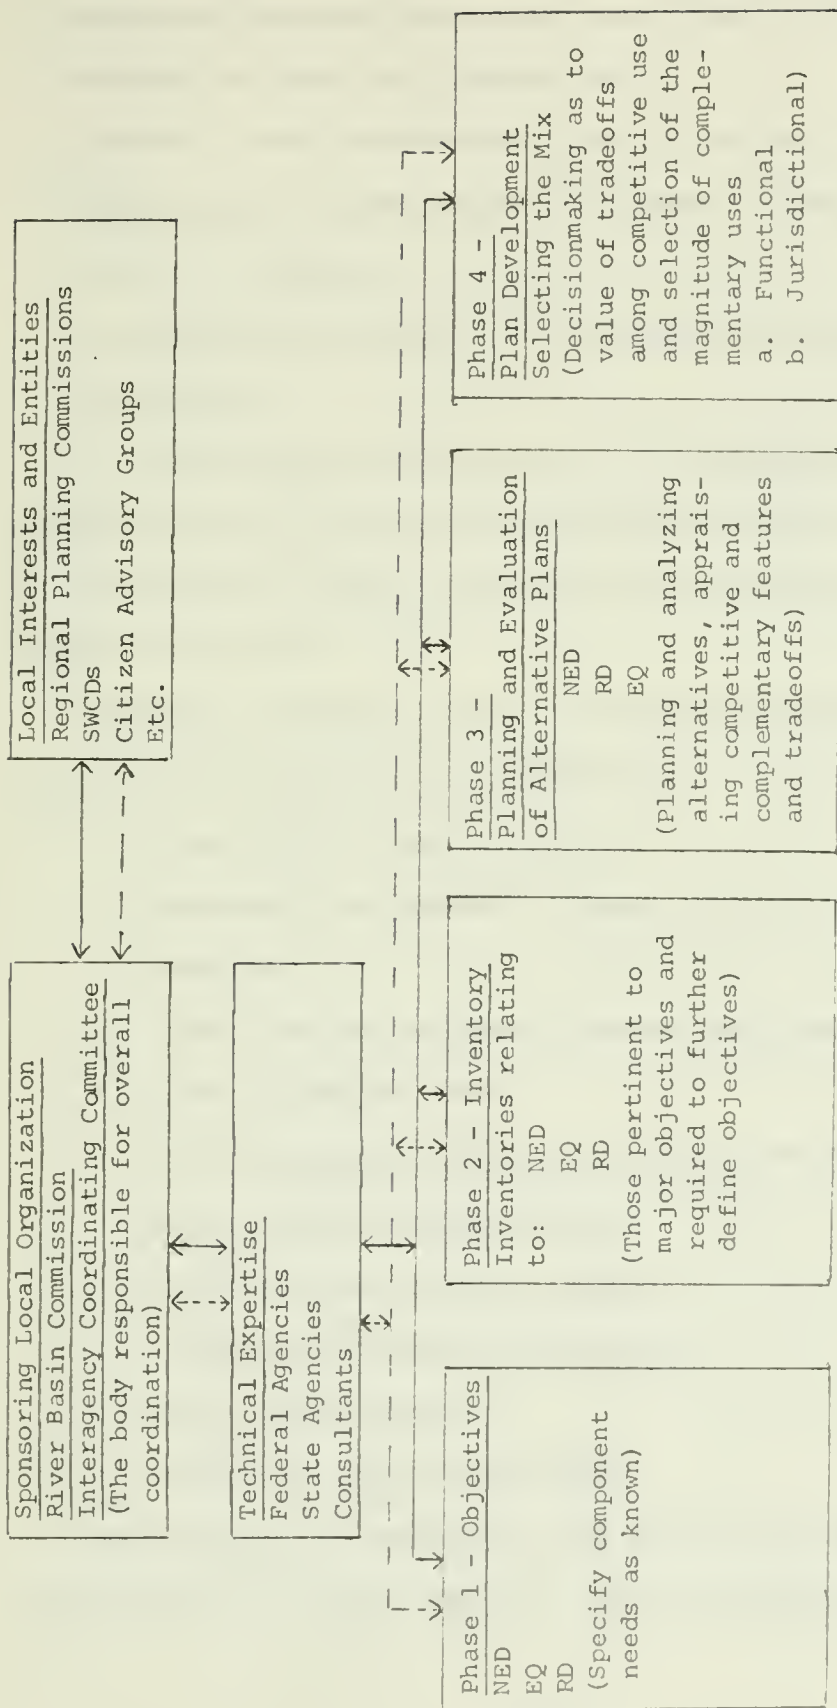 Sponsoring Local Organization
River Basin Commission
Interagency Coordinating Committee
(The body responsible for overall
coordination)
Local Interests and Entities
Regional Planning Commissions
SWCDs
Citizen Advisory Groups
Etc.
Technical Expertise
Federal Agencies
State Agencies
Consultants
Phase 1 - Objectives
NED
EQ
RD
(Specify component
needs as known)
Phase 2 - Inventory
Inventories relating
to: NED
EQ
RD
(Those pertinent to
major objectives and
required to further
define objectives)
Phase 3 -
Planning and Evaluation
of Alternative Plans
NED
RD
EQ
(Planning and analyzing
alternatives, apprais-
ing competitive and
complementary features
and tradeoffs)
Phase 4 -
Plan Development
Selecting the Mix
(Decisionmaking as to
value of tradeoffs
among competitive use
and selection of the
magnitude of comple-
mentary uses
a. Functional
b. Jurisdictional)